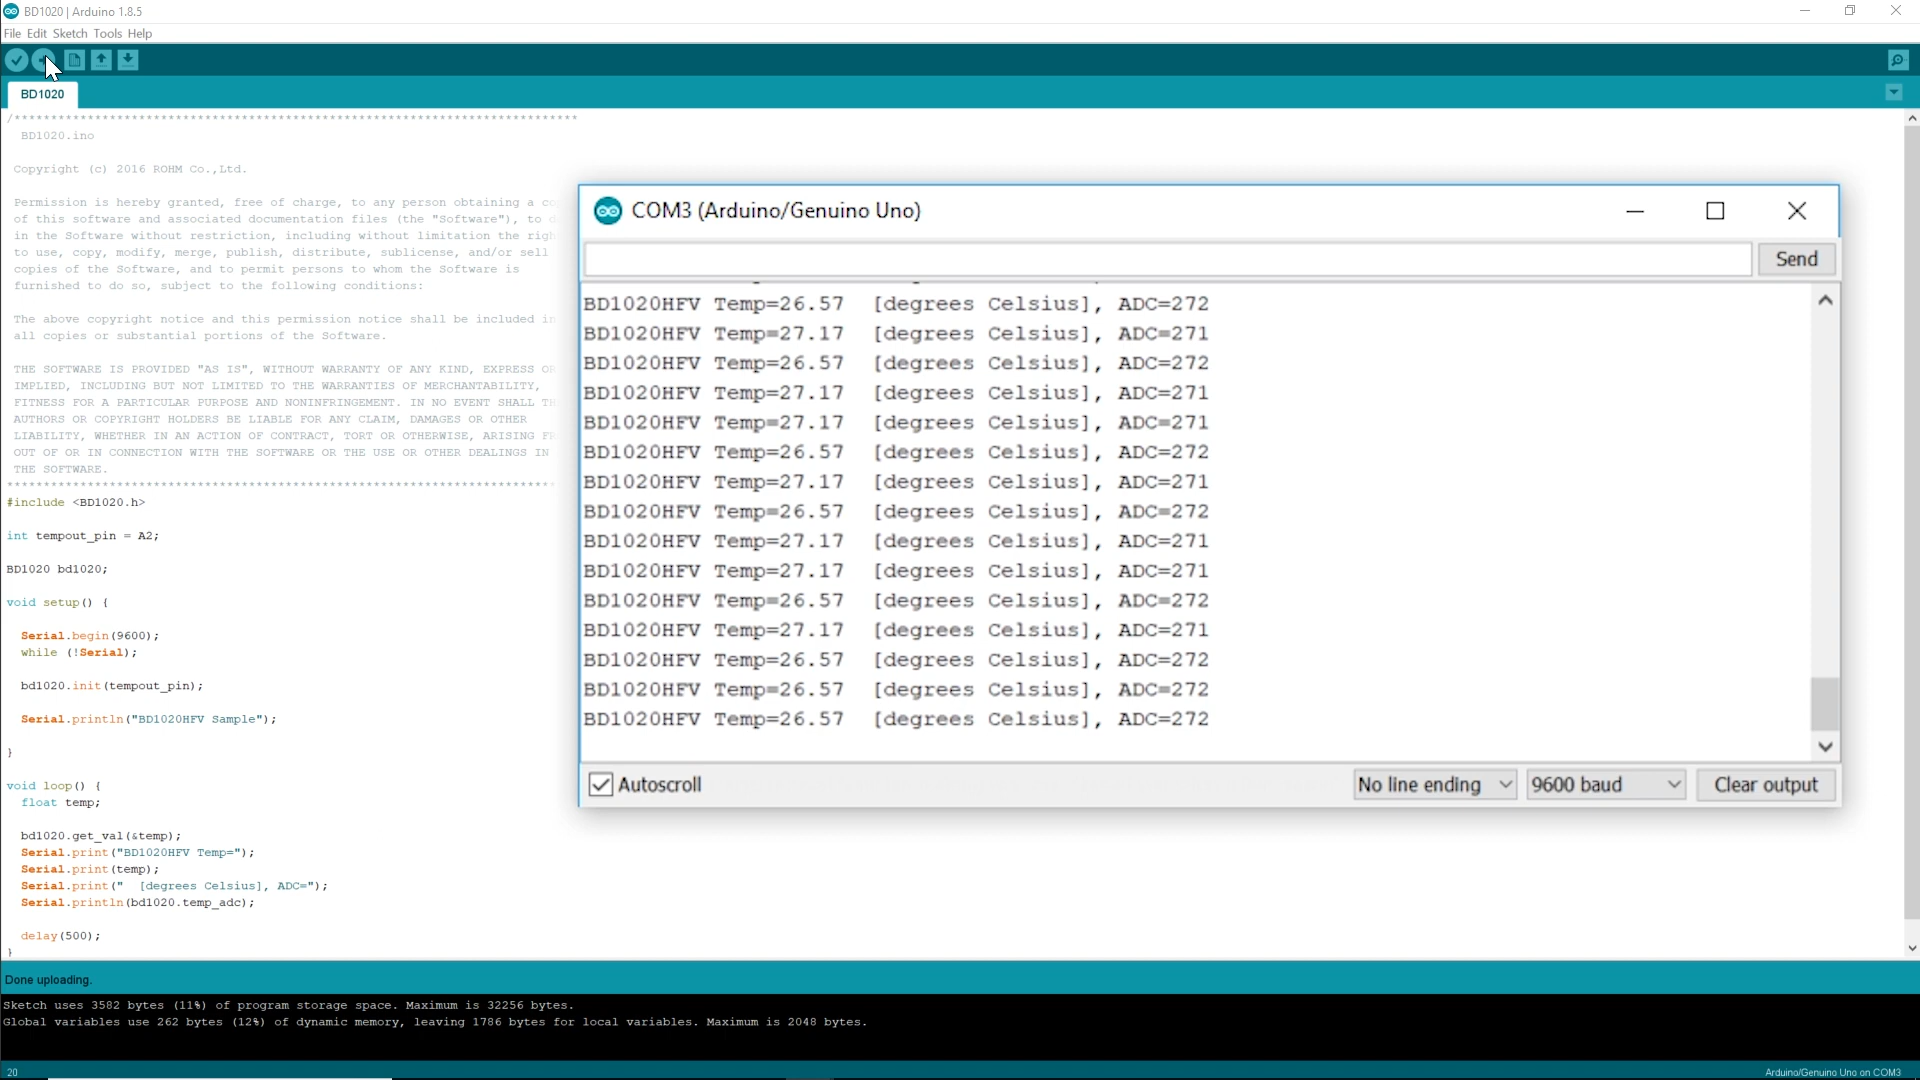 BD1020 | Arduino 1.8.5
File Edit Sketch Tools Help
BD1020
/******************************************************************************
BD1020.ino
Copyright (c) 2016 ROHM Co.,Ltd.
Permission is hereby granted, free of charge, to any person obtaining a
of this software and associated documentation files (the "Software"), to
in the Software without restriction, including without limitation the
to use, copy, modify, merge, publish, distribute, sublicense, and/or sell
copies of the Software, and to permit persons to whom the Software is
furnished to do so, subject to the following conditions:
The above copyright notice and this permission notice shall be included in
all copies or substantial portions of the Software.
THE SOFTWARE IS PROVIDED "AS IS", WITHOUT WARRANTY OF ANY KIND, EXPRESS OR
IMPLIED, INCLUDING BUT NOT LIMITED TO THE WARRANTIES OF MERCHANTABILITY,
FITNESS FOR A PARTICULAR PURPOSE AND NONINFRINGEMENT. IN NO EVENT SHALL
AUTHORS OR COPYRIGHT HOLDERS BE LIABLE FOR ANY CLAIM, DAMAGES OR OTHER
LIABILITY, WHETHER IN AN ACTION OF CONTRACT, TORT OR OTHERWISE, ARISING
OUT OF OR IN CONNECTION WITH THE SOFTWARE OR THE USE OR OTHER DEALINGS IN
THE SOFTWARE.
******************************************************************************
#include <BD1020.h>
int tempout_pin = A2;
BD1020 bd1020;
void setup() {
Serial.begin(9600);
while (!Serial);
bd1020.init(tempout_pin);
Serial.println("BD1020HFV Sample");
}
void loop() {
float temp;
bd1020.get_val(&temp);
Serial.print("BD1020HFV Temp=");
Serial.print(temp);
Serial.print("  [degrees Celsius], ADC=");
Serial.println(bd1020.temp_adc);
delay(500);
}
COM3 (Arduino/Genuino Uno)
Send
BD1020HFV Temp=26.57  [degrees Celsius], ADC=272
BD1020HFV Temp=27.17  [degrees Celsius], ADC=271
BD1020HFV Temp=26.57  [degrees Celsius], ADC=272
BD1020HFV Temp=27.17  [degrees Celsius], ADC=271
BD1020HFV Temp=27.17  [degrees Celsius], ADC=271
BD1020HFV Temp=26.57  [degrees Celsius], ADC=272
BD1020HFV Temp=27.17  [degrees Celsius], ADC=271
BD1020HFV Temp=26.57  [degrees Celsius], ADC=272
BD1020HFV Temp=27.17  [degrees Celsius], ADC=271
BD1020HFV Temp=27.17  [degrees Celsius], ADC=271
BD1020HFV Temp=26.57  [degrees Celsius], ADC=272
BD1020HFV Temp=27.17  [degrees Celsius], ADC=271
BD1020HFV Temp=26.57  [degrees Celsius], ADC=272
BD1020HFV Temp=26.57  [degrees Celsius], ADC=272
BD1020HFV Temp=26.57  [degrees Celsius], ADC=272
Autoscroll
No line ending
9600 baud
Clear output
Done uploading.
Sketch uses 3582 bytes (11%) of program storage space. Maximum is 32256 bytes.
Global variables use 262 bytes (12%) of dynamic memory, leaving 1786 bytes for local variables. Maximum is 2048 bytes.
20
Arduino/Genuino Uno on COM3